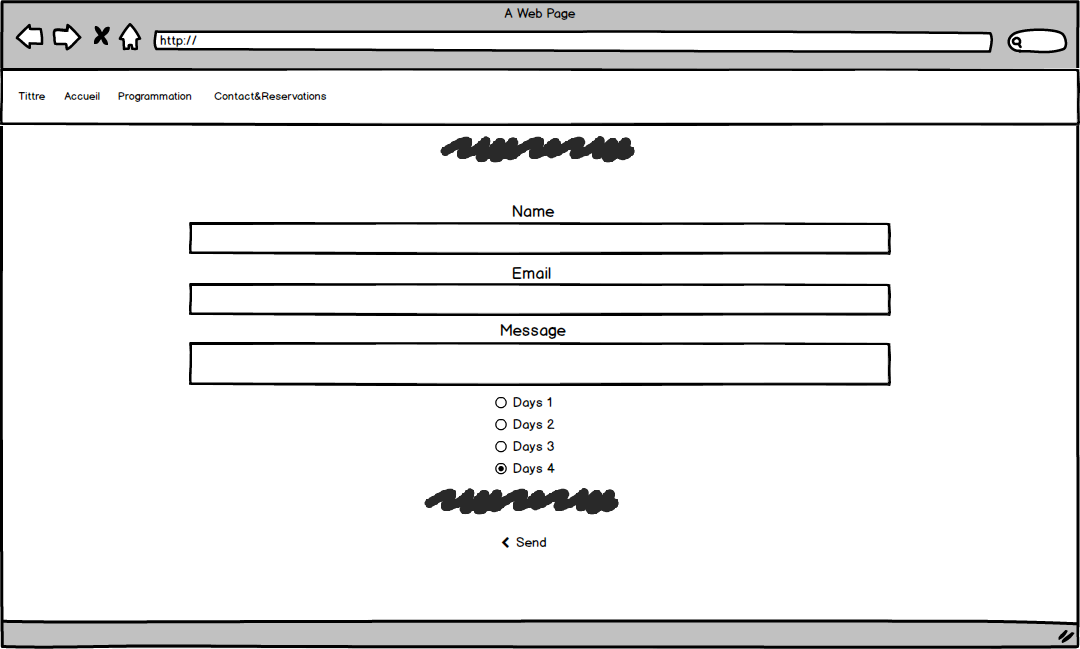 A Web Page
http://
Tittre Accueil Programmation Contact&Reservations
Name
Email
Message
Days 1
Days 2
Days 3
Days 4
Send